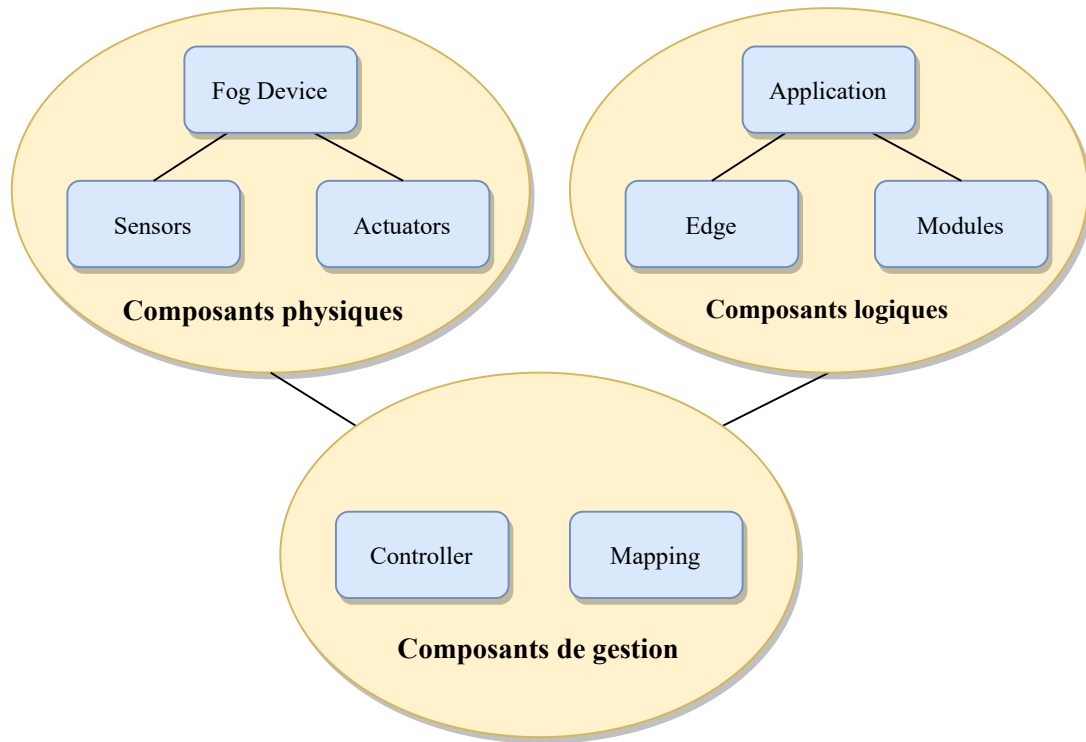 Fog Device
Sensors
Actuators
Composants physiques
Application
Edge
Modules
Composants logiques
Controller
Mapping
Composants de gestion